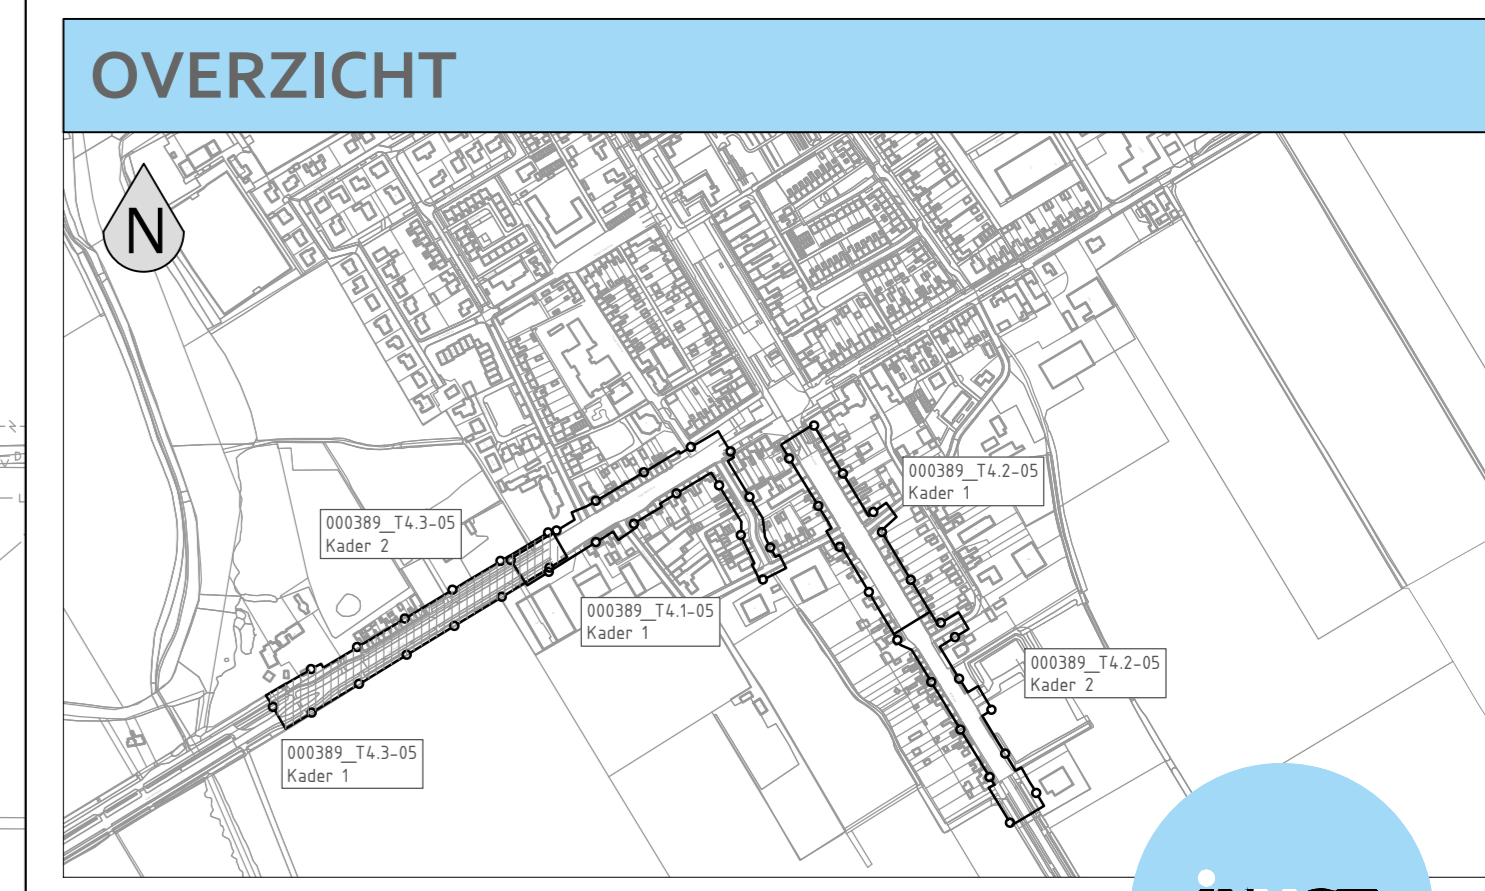 OVERZICHT
N
000389_T4.2-05
Kader 1
000389_T4.3-05
Kader 2
000389_T4.1-05
Kader 1
000389_T4.2-05
Kader 2
000389_T4.3-05
Kader 1